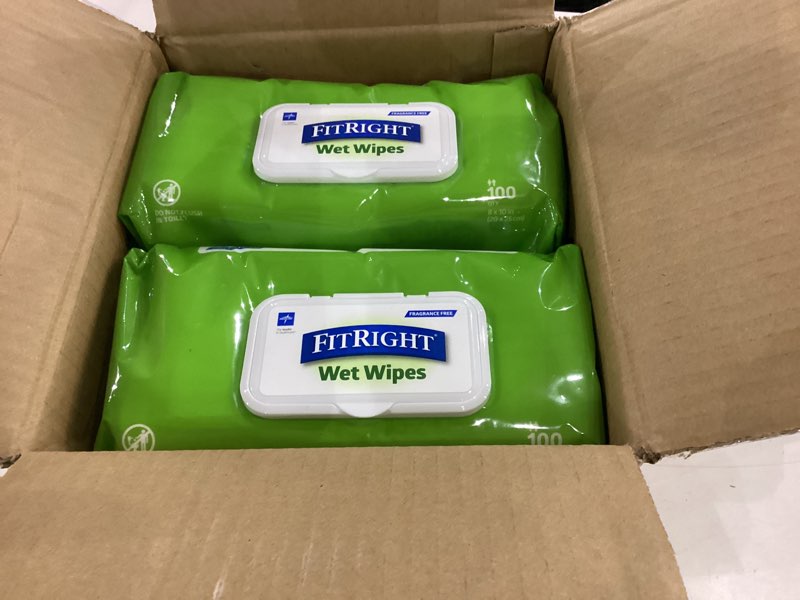 FRAGRANCE FREE
FITRIGHT
Wet Wipes
DO NOT FLUSH
IN TOILET
100
8 x 10 in
FRAGRANCE FREE
FITRIGHT
Wet Wipes
100